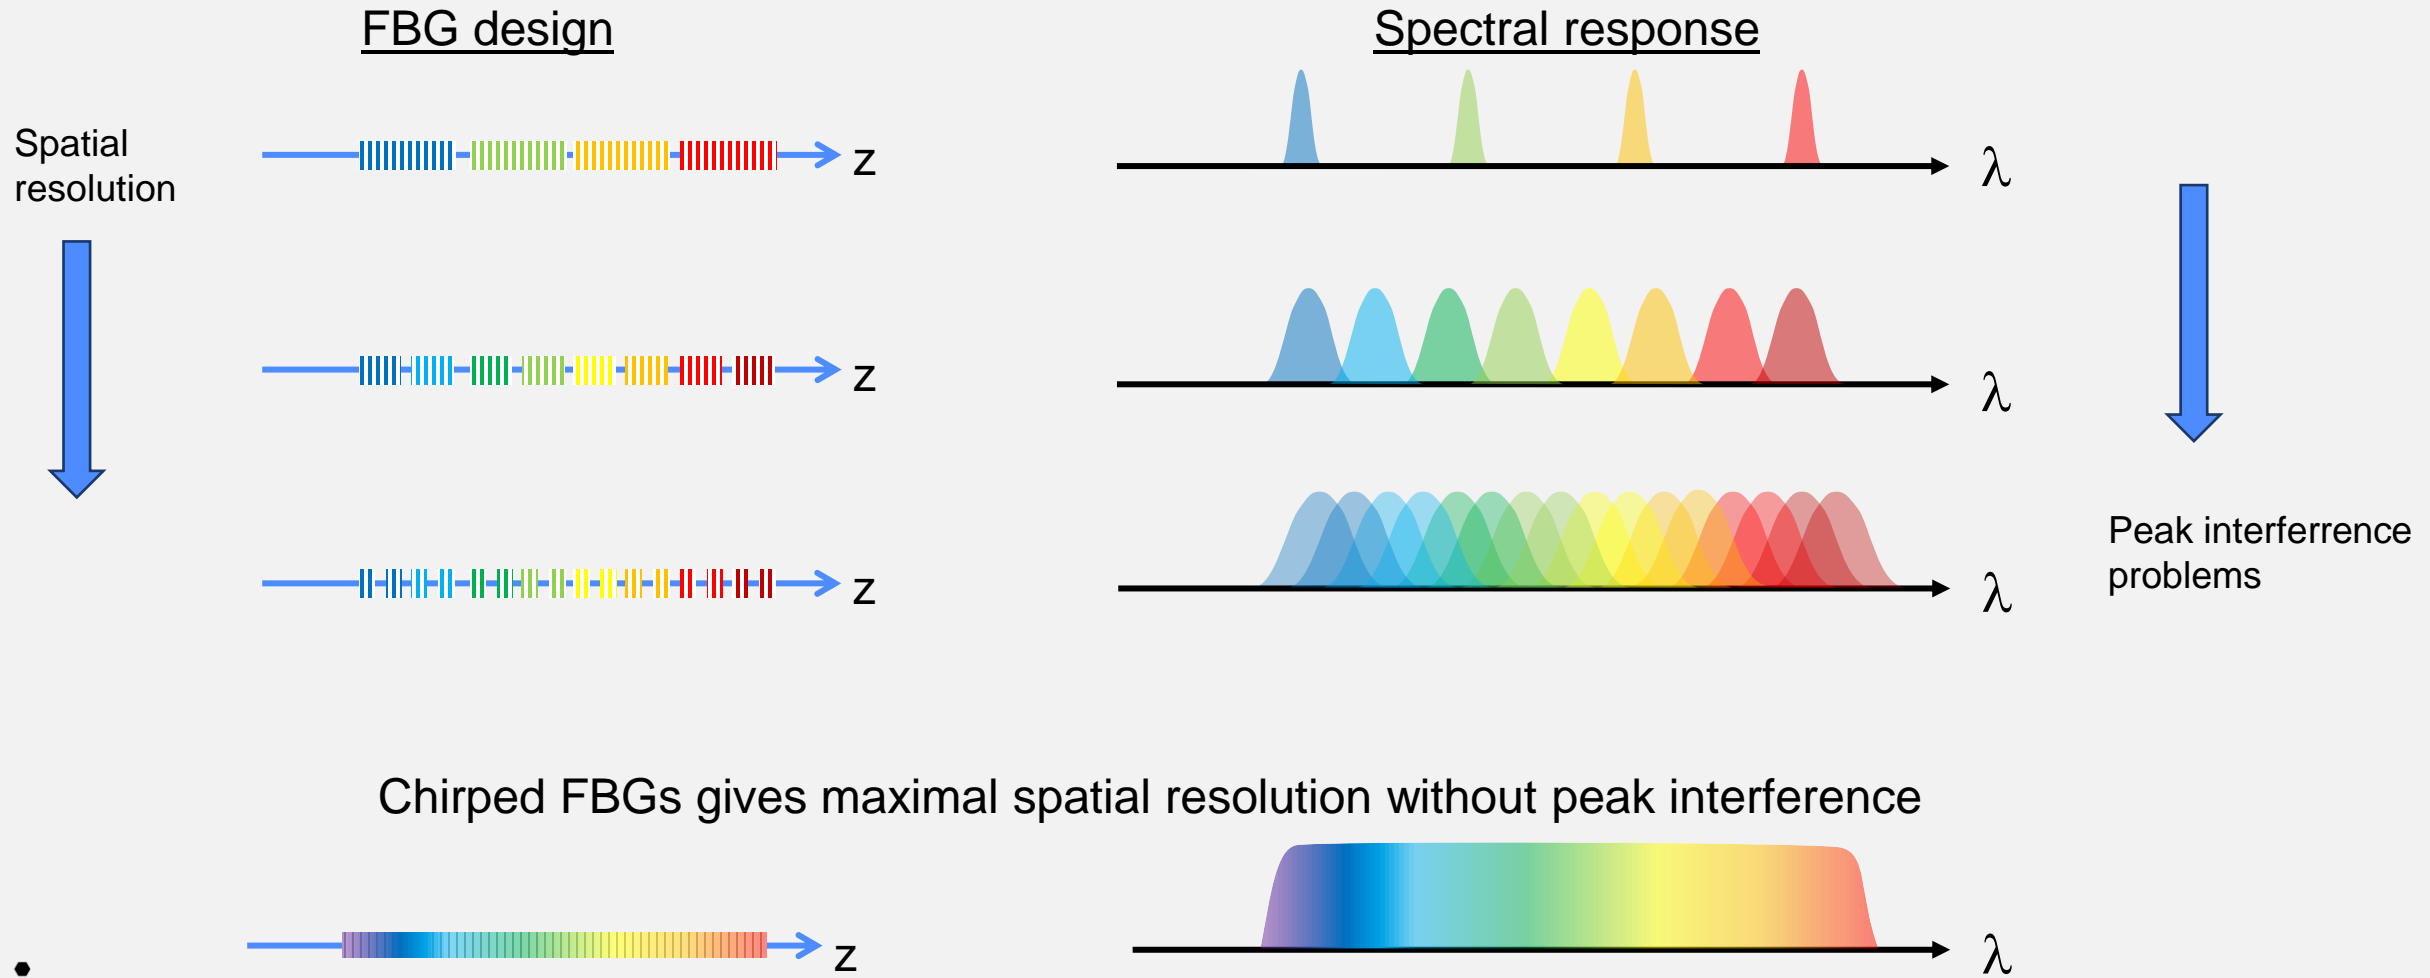 FBG design
Spectral response
Spatial
resolution
z
λ
z
λ
z
λ
Peak interferrence
problems
Chirped FBGs gives maximal spatial resolution without peak interference
z
λ